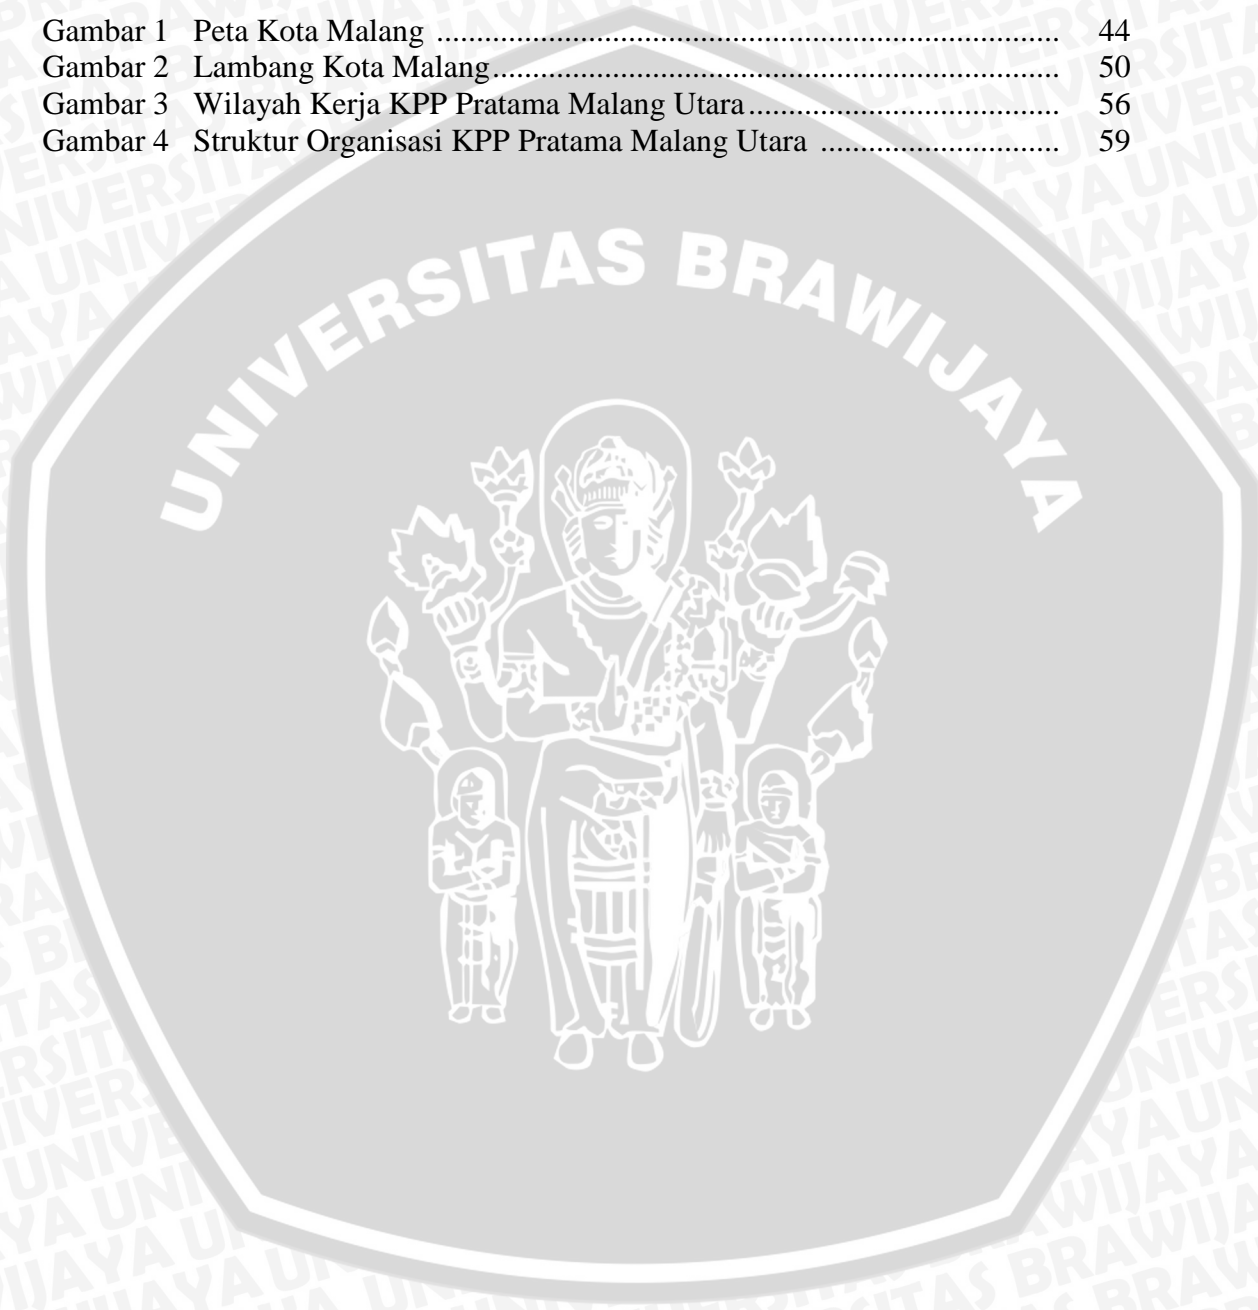 Gambar 1 Peta Kota Malang ............................................................................. 44
Gambar 2 Lambang Kota Malang...................................................................... 50
Gambar 3 Wilayah Kerja KPP Pratama Malang Utara...................................... 56
Gambar 4 Struktur Organisasi KPP Pratama Malang Utara ............................. 59
UNIVERSITAS BRAWIJAYA